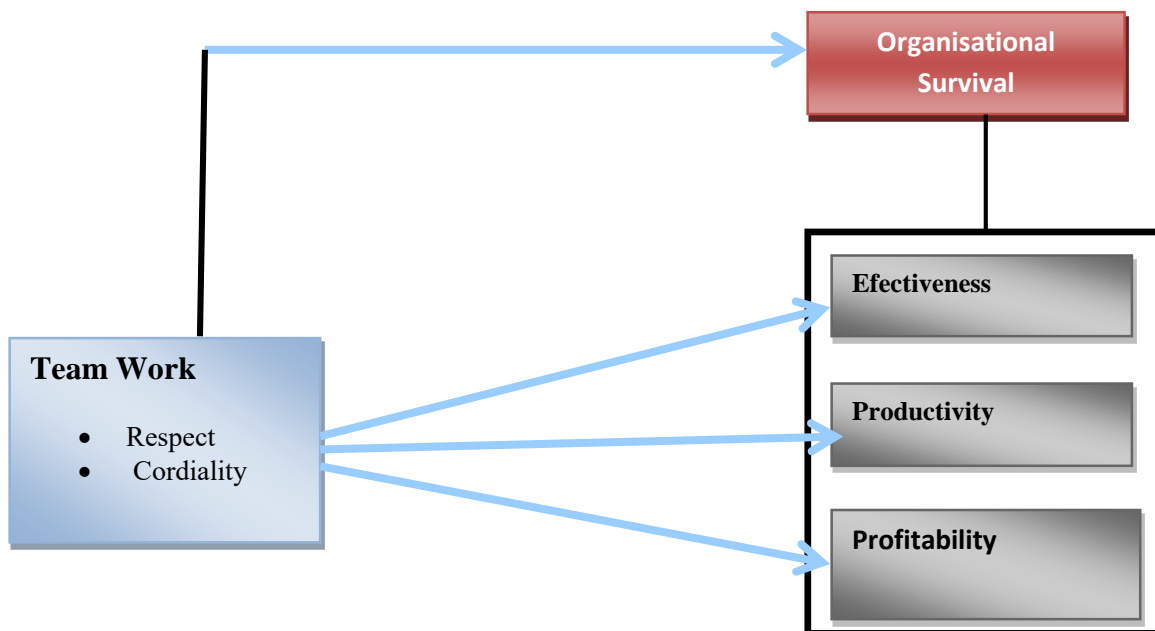 Organisational
Survival
Efectiveness
Team Work
• Respect
• Cordiality
Productivity
Profitability